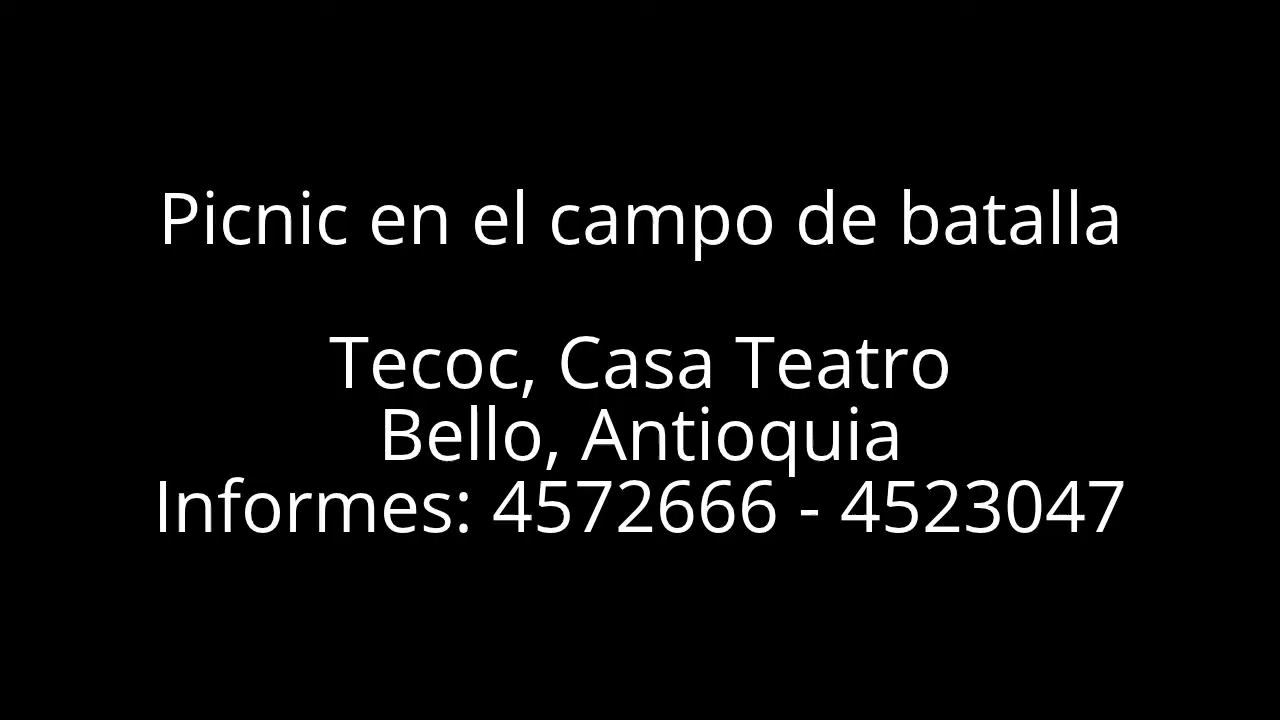 Picnic en el campo de batalla
Tecoc, Casa Teatro
Bello, Antioquia
Informes: 4572666 - 4523047